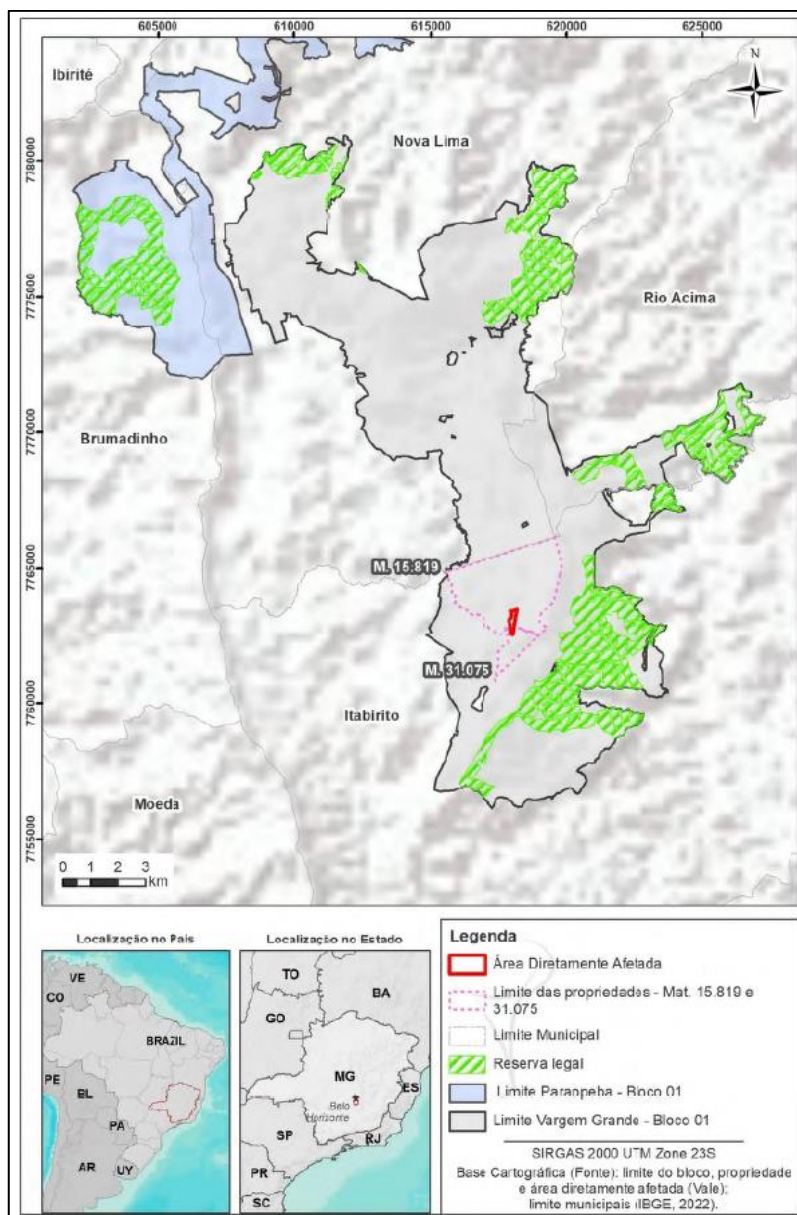 605000 610000 615000 620000 625000
Ibirité
N
Nova Lima
7780000
7775000
Rio Acima
7770000
Brumadinho
7765000
M. 15.819
M. 31.075
7760000
Itabirito
Moeda
7755000
0 1 2 3
km
Localização no País
VE
CO
BRAZIL
PE
BL
PA
AR
UY
Localização no Estado
TO
BA
GO
MG
Belo
Horizonte
ES
SP
RJ
PR
SC
Legenda
Área Diretamente Afetada
Limite das propriedades - Mat. 15.819 e
31.075
Limite Municipal
Reserva legal
Limite Paraopeba - Bloco 01
Limite Vargem Grande - Bloco 01
SIRGAS 2000 UTM Zone 23S
Base Cartográfica (Fonte): limite do bloco, propriedade
e área diretamente afetada (Vale);
limite municipais (IBGE, 2022).